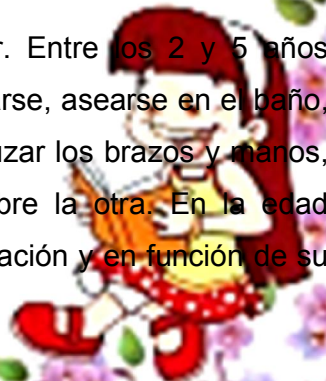 r. Entre los 2 y 5 años
rse, asearse en el baño,
uzar los brazos y manos,
bre la otra. En la edad
ación y en función de su